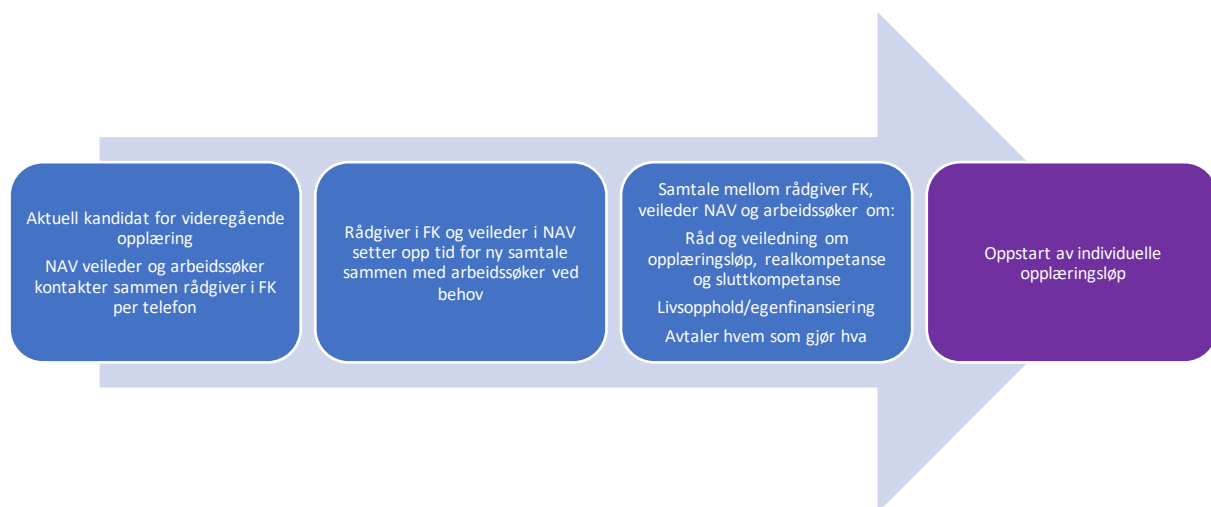 Aktuell kandidat for videregående
opplæring
NAV veileder og arbeidssøker
kontakter sammen rådgiver i FK
per telefon
Rådgiver i FK og veileder i NAV
setter opp tid for ny samtale
sammen med arbeidssøker ved
behov
Samtale mellom rådgiver FK,
veileder NAV og arbeidssøker om:
Råd og veiledning om
opplæringsløp, realkompetanse
og sluttkompetanse
Livsopphold/egenfinansiering
Avtaler hvem som gjør hva
Oppstart av individuelle
opplæringsløp